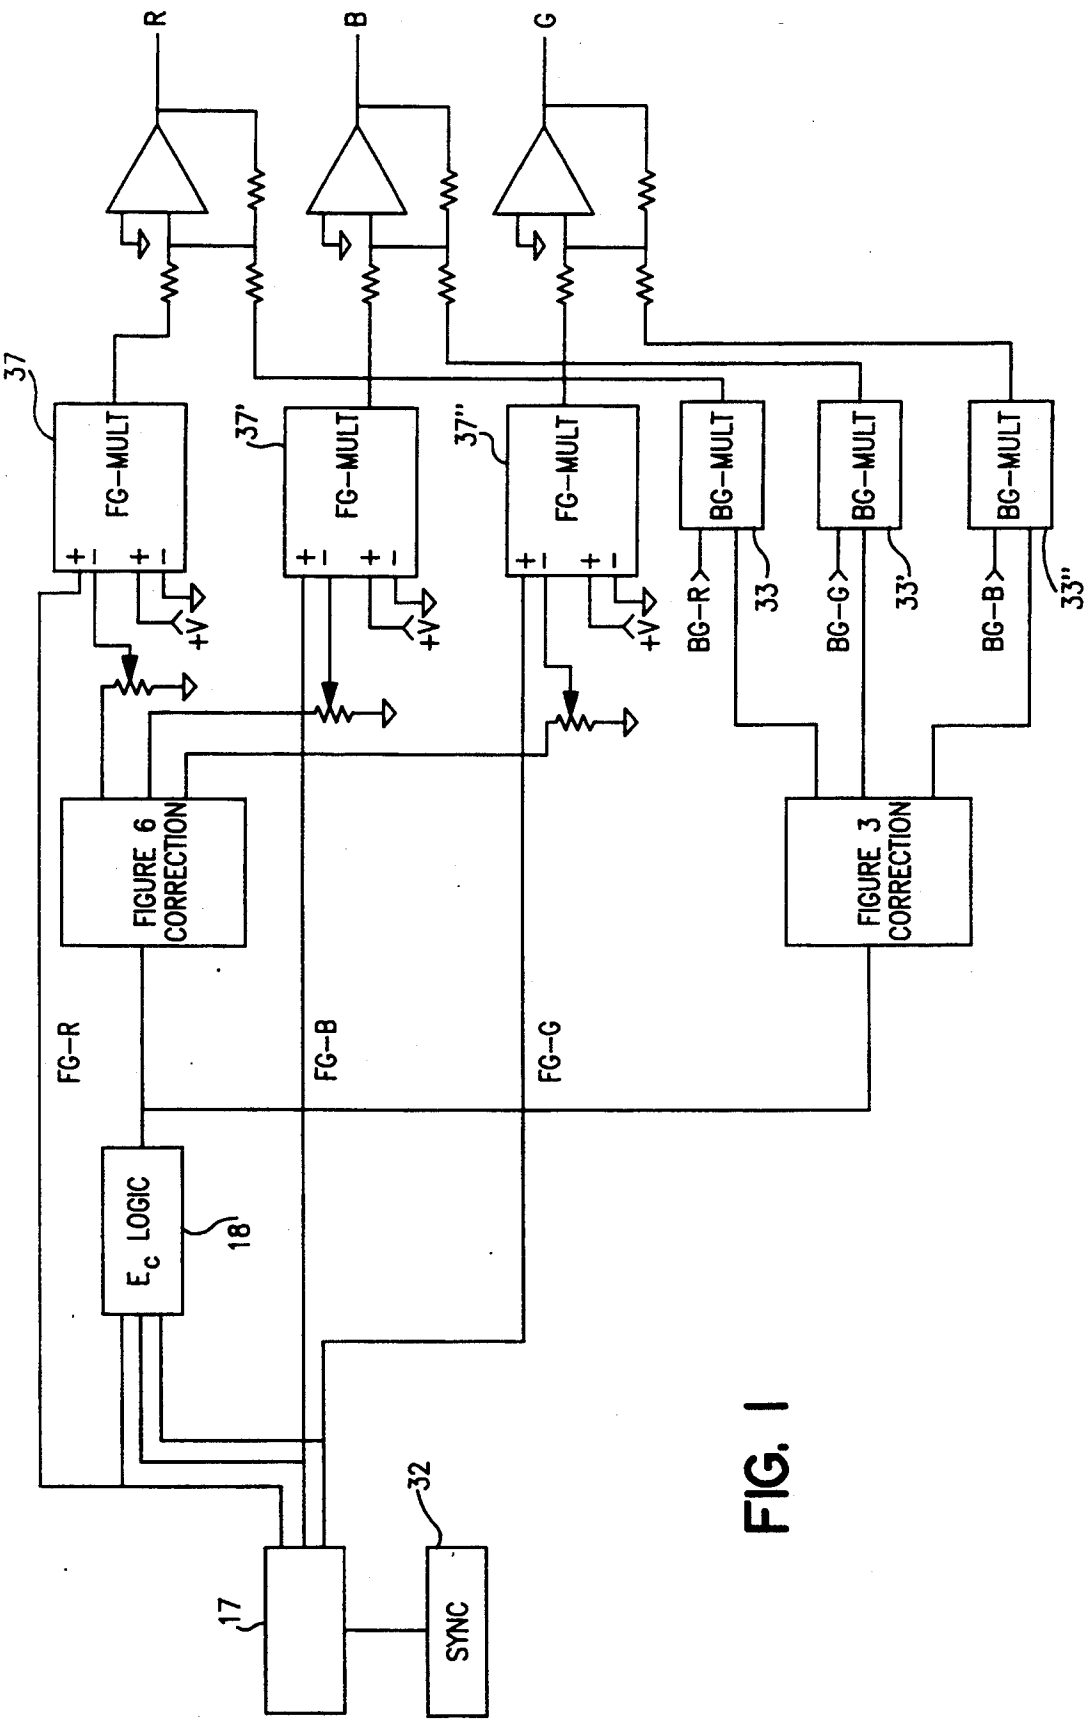 17
SYNC
32
E_C LOGIC
18
FG-R
FG-B
FG-G
FIGURE 6
CORRECTION
FIGURE 3
CORRECTION
37
+
-
+
-
+V
FG-MULT
37'
+
-
+
-
+V
FG-MULT
37"
+
-
+
-
+V
FG-MULT
BG-R
BG-MULT
33
BG-G
BG-MULT
33'
BG-B
BG-MULT
33"
R
B
G
FIG. 1